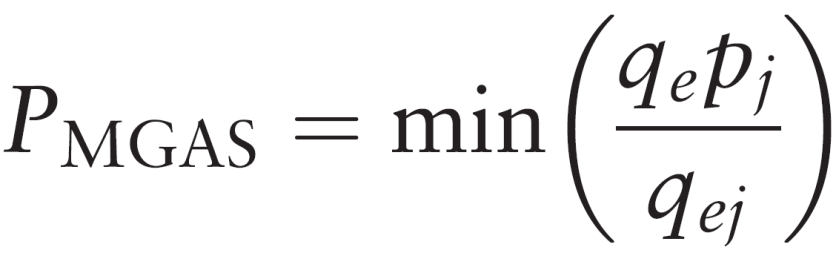 P_MGAS = min(q_e p_j / q_ej)